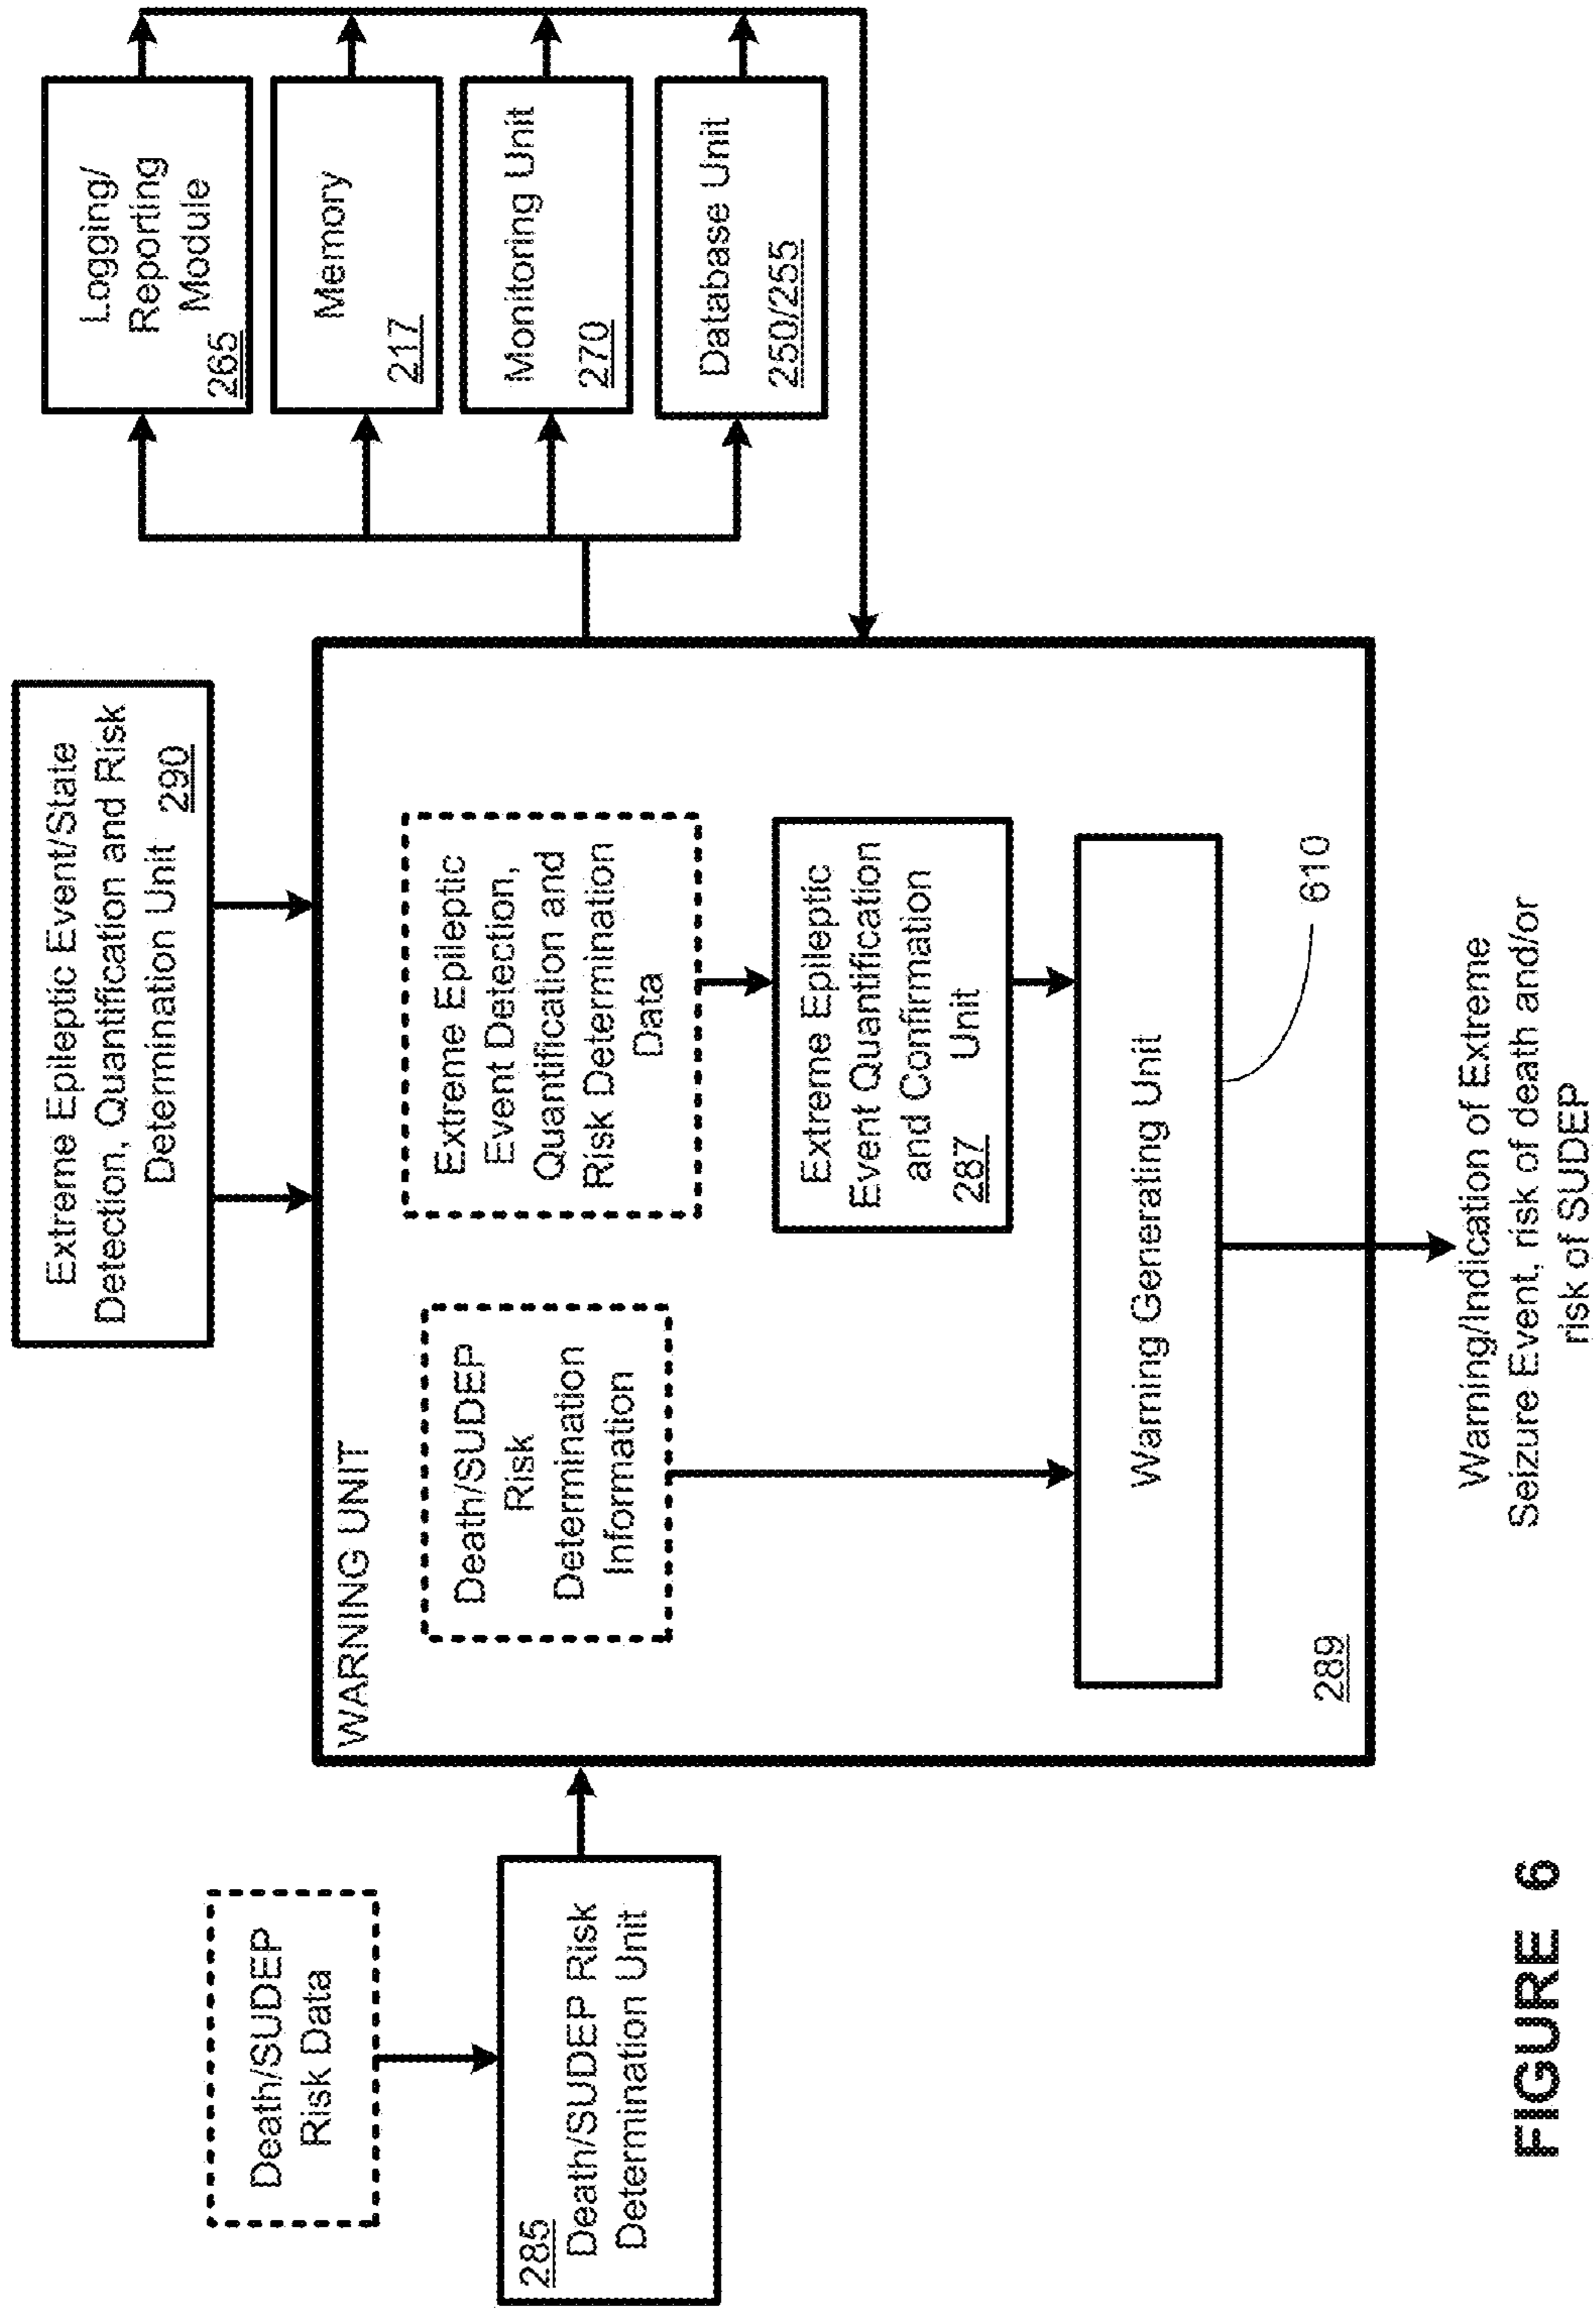 Extreme Epileptic Event/State
Detection, Quantification and Risk
Determination Unit 290
Death/SUDEP
Risk Data
285
Death/SUDEP Risk
Determination Unit
WARNING UNIT
Death/SUDEP
Risk
Determination
Information
Extreme Epileptic
Event Detection,
Quantification and
Risk Determination
Data
Extreme Epileptic
Event Quantification
and Confirmation
287 Unit
Warning Generating Unit
610
289
Logging/
Reporting
Module
265
Memory
217
Monitoring Unit
270
Database Unit
250/255
Warning/Indication of Extreme
Seizure Event, risk of death and/or
risk of SUDEP
FIGURE 6